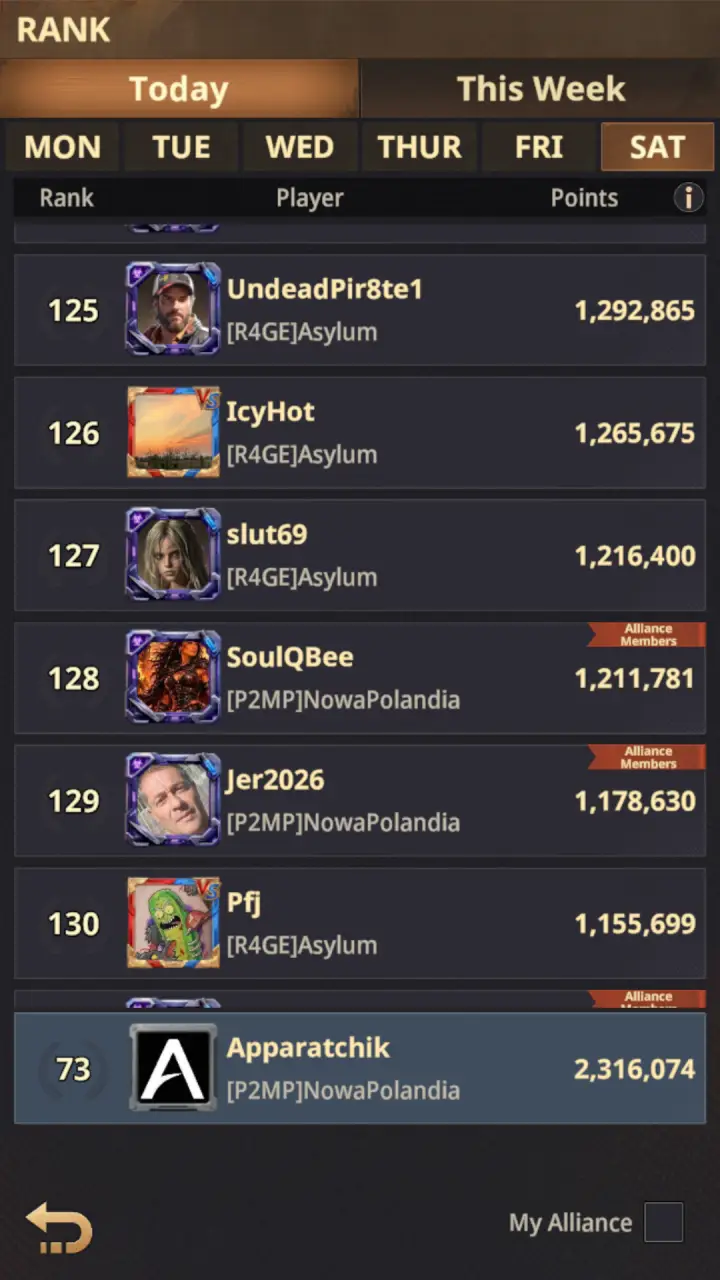 RANK
Today This Week
MON TUE WED THUR FRI SAT
Rank Player Points i
125 UndeadPir8te1 1,292,865
[R4GE]Asylum
126 IcyHot 1,265,675
[R4GE]Asylum
VS
127 slut69 1,216,400
[R4GE]Asylum
Alliance
Members
128 SoulQBee 1,211,781
[P2MP]NowaPolandia
Alliance
Members
129 Jer2026 1,178,630
[P2MP]NowaPolandia
130 Pfj 1,155,699
[R4GE]Asylum
VS
Alliance
73 Apparatchik 2,316,074
[P2MP]NowaPolandia
A
My Alliance